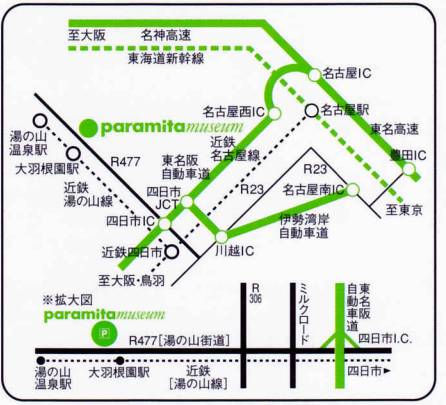 至大阪
名神高速
東海道新幹線
名古屋IC
名古屋西IC
名古屋駅
paramita museum
近鉄
名古屋線
東名高速
湯の山
温泉駅
大羽根園駅
R477
東名阪
自動車道
豊田IC
R23
R23
名古屋南IC
近鉄
湯の山線
四日市
JCT
四日市IC
至東京
伊勢湾岸
自動車道
近鉄四日市
川越IC
至大阪・鳥羽
※拡大図
paramita museum
P
R
306
ミルクロード
東名阪
自動車道
R477[湯の山街道]
四日市I.C.
湯の山
温泉駅
大羽根園駅
近鉄
[湯の山線]
四日市▶